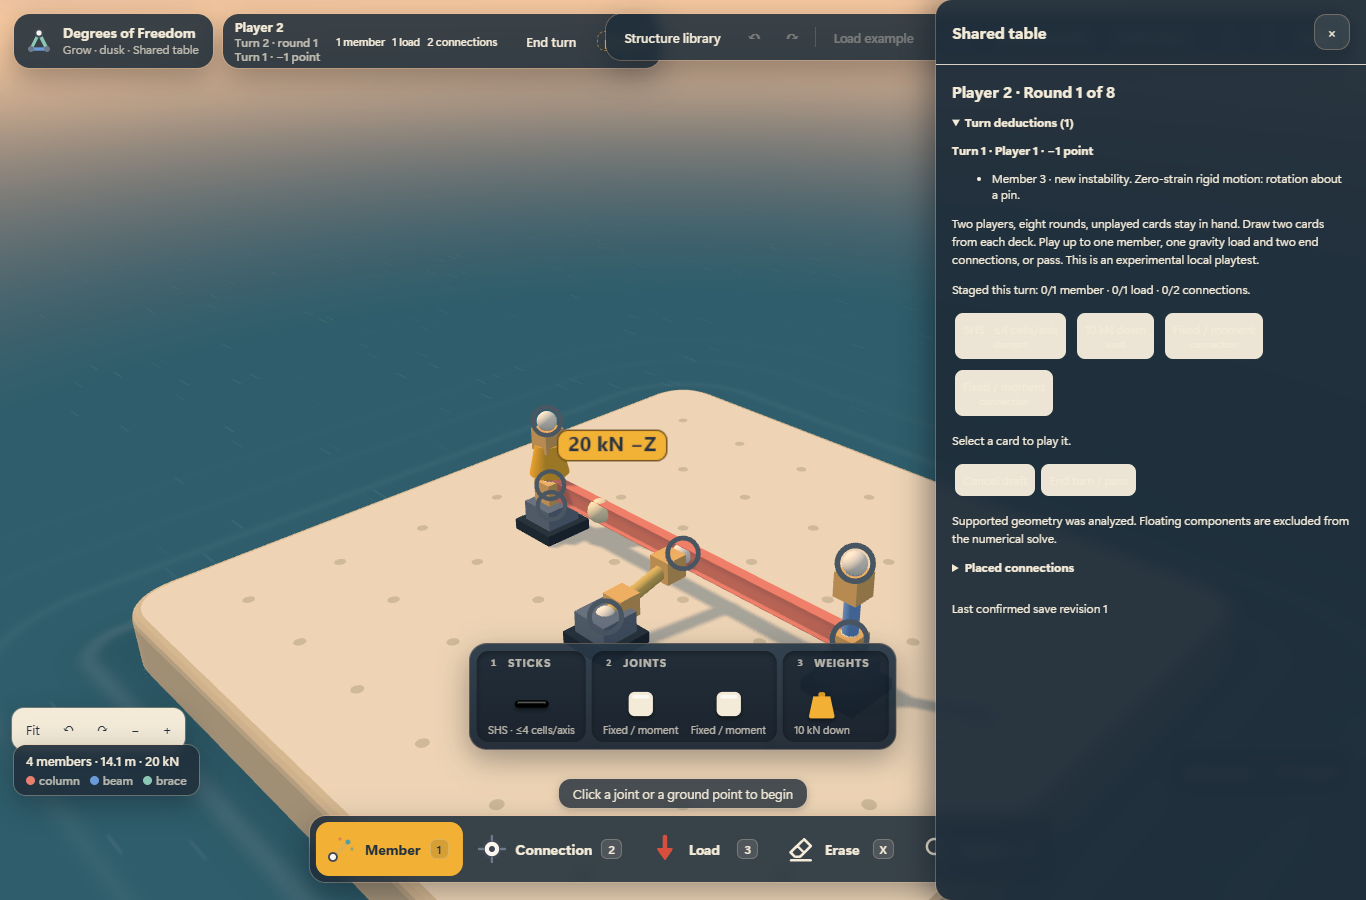 Degrees of Freedom
Grow · dusk · Shared table
Player 2
Turn 2 · round 1
Turn 1 · −1 point
1 member 1 load 2 connections
End turn
Structure library
Load example
Shared table
×
Player 2 · Round 1 of 8
▼ Turn deductions (1)
Turn 1 · Player 1 · −1 point
• Member 3 · new instability. Zero-strain rigid motion: rotation about
a pin.
Two players, eight rounds, unplayed cards stay in hand. Draw two cards
from each deck. Play up to one member, one gravity load and two end
connections, or pass. This is an experimental local playtest.
Staged this turn: 0/1 member · 0/1 load · 0/2 connections.
Select a card to play it.
Cancel draft
End turn / pass
Supported geometry was analyzed. Floating components are excluded from
the numerical solve.
▶ Placed connections
Last confirmed save revision 1
20 kN −Z
1 STICKS
SHS · ≤4 cells/axis
2 JOINTS
Fixed / moment
Fixed / moment
3 WEIGHTS
10 kN down
Fit
−
+
4 members · 14.1 m · 20 kN
column
beam
brace
Click a joint or a ground point to begin
Member 1
Connection 2
Load 3
Erase X